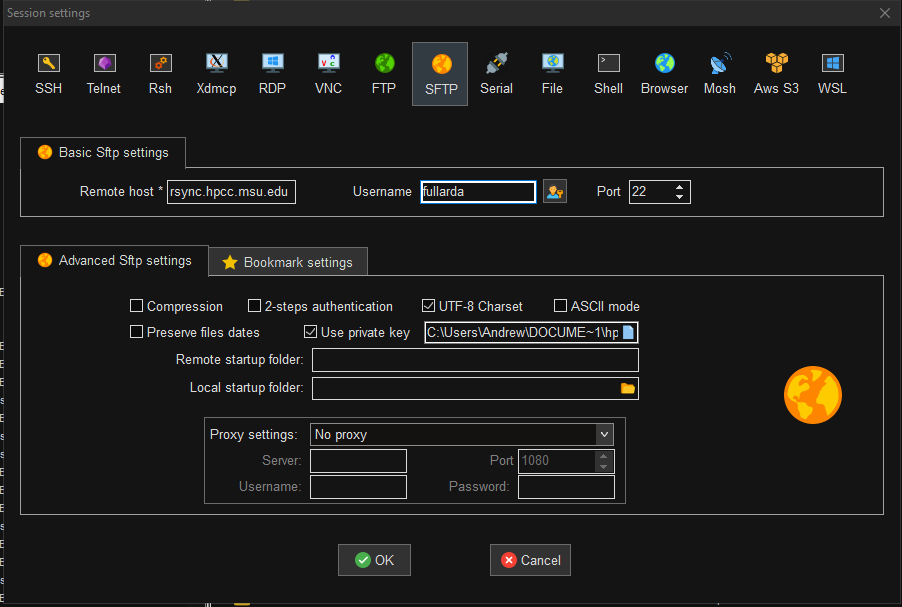 Session settings
SSH Telnet Rsh Xdmcp RDP VNC FTP SFTP Serial File Shell Browser Mosh Aws S3 WSL
Basic Sftp settings
Remote host * rsync.hpcc.msu.edu Username fullarda Port 22
Advanced Sftp settings Bookmark settings
Compression 2-steps authentication UTF-8 Charset ASCII mode
Preserve files dates Use private key C:\Users\Andrew\DOCUME~1\hp
Remote startup folder:
Local startup folder:
Proxy settings: No proxy
Server: Port 1080
Username: Password:
OK Cancel